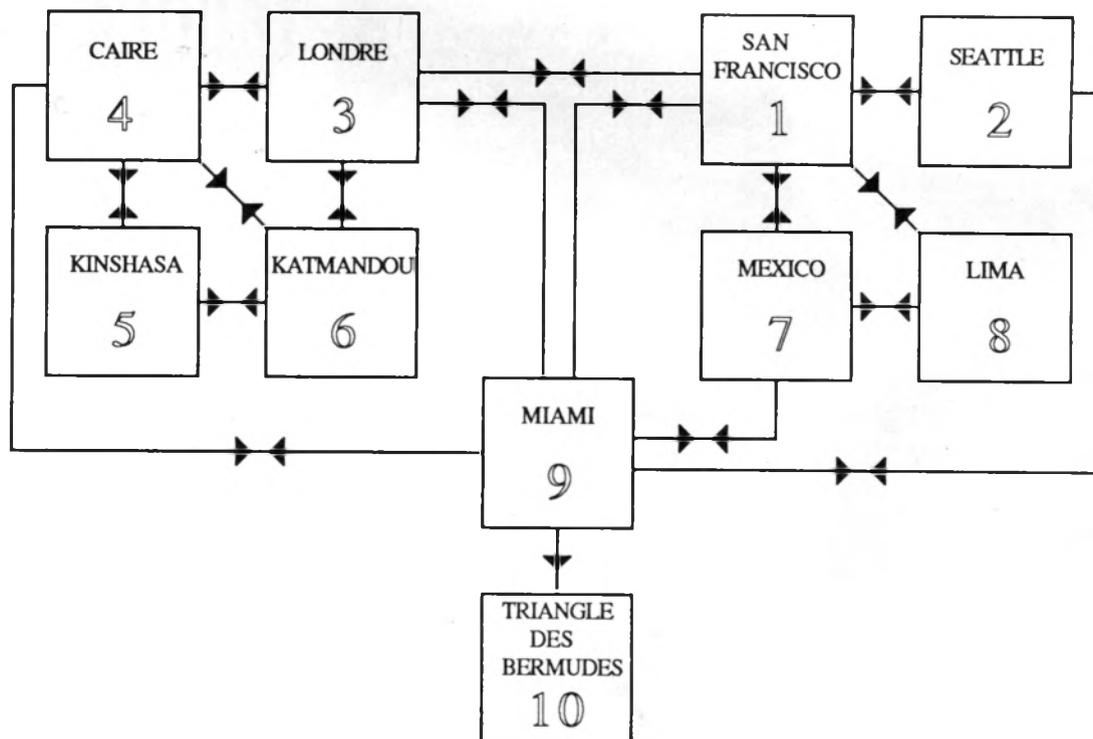 CAIRE
4
LONDRE
3
SAN
FRANCISCO
1
SEATTLE
2
KINSHASA
5
KATMANDOU
6
MEXICO
7
LIMA
8
MIAMI
9
TRIANGLE
DES
BERMUDES
10